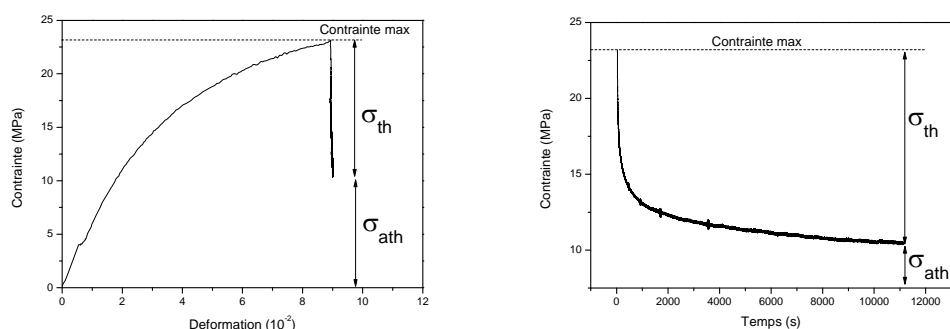 Contrainte max
25
20
15
10
5
0
Contrainte (MPa)
σth
σath
0 2 4 6 8 10 12
Deformation (10-2)
Contrainte max
25
20
15
10
Contrainte (MPa)
σth
σath
0 2000 4000 6000 8000 10000 12000
Temps (s)